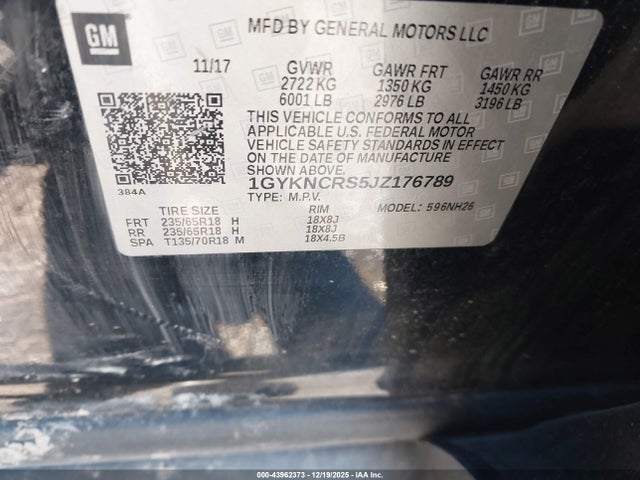 GM
MFD BY GENERAL MOTORS LLC
11/17 GVWR GAWR FRT GAWR RR
2722 KG 1350 KG 1450 KG
6001 LB 2976 LB 3196 LB
THIS VEHICLE CONFORMS TO ALL
APPLICABLE U.S. FEDERAL MOTOR
VEHICLE SAFETY STANDARDS IN EFFECT
ON THE DATE OF MANUFACTURE SHOWN ABOVE.
1GYKNCRS5JZ176789
384A
TYPE: M.P.V. MODEL: 596NH26
TIRE SIZE RIM
FRT 235/65R18 H 18X8J
RR 235/65R18 H 18X8J
SPA T135/70R18 M 18X4.5B
000-43962373 - 12/19/2025 - IAA Inc.